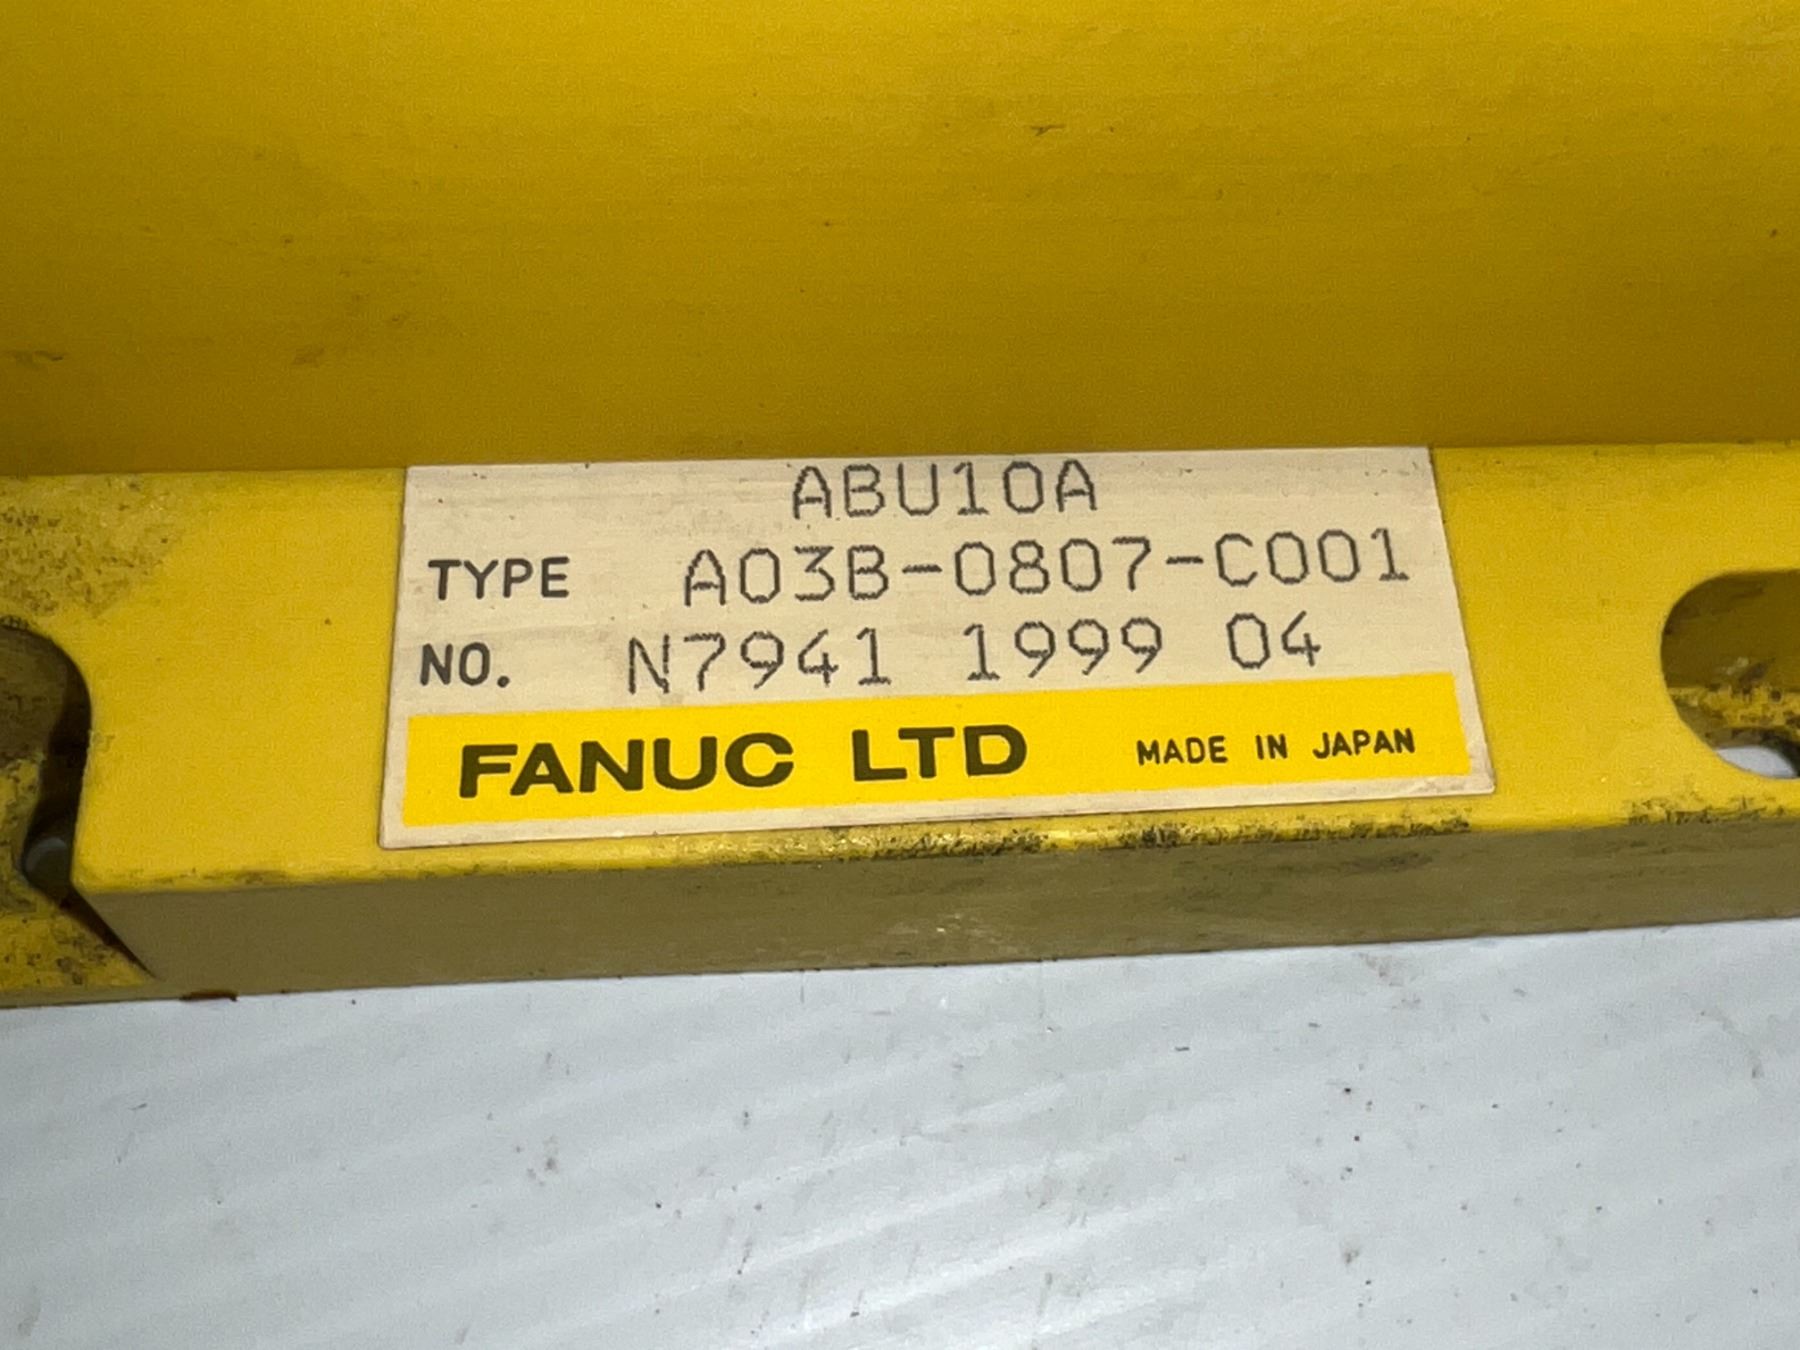 ABU10A
TYPE A03B-0807-C001
NO. N7941 1999 04
FANUC LTD MADE IN JAPAN